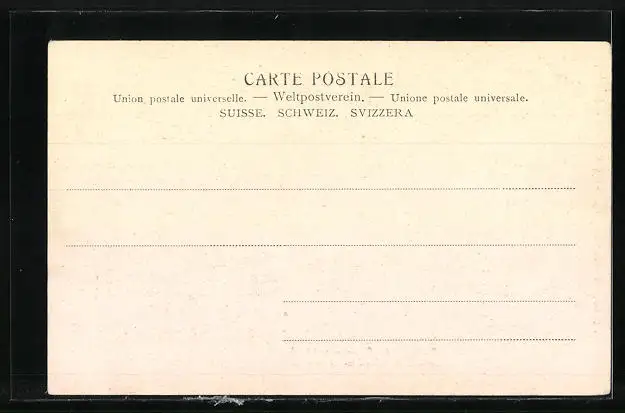 CARTE POSTALE
Union postale universelle. — Weltpostverein. — Unione postale universale.
SUISSE. SCHWEIZ. SVIZZERA